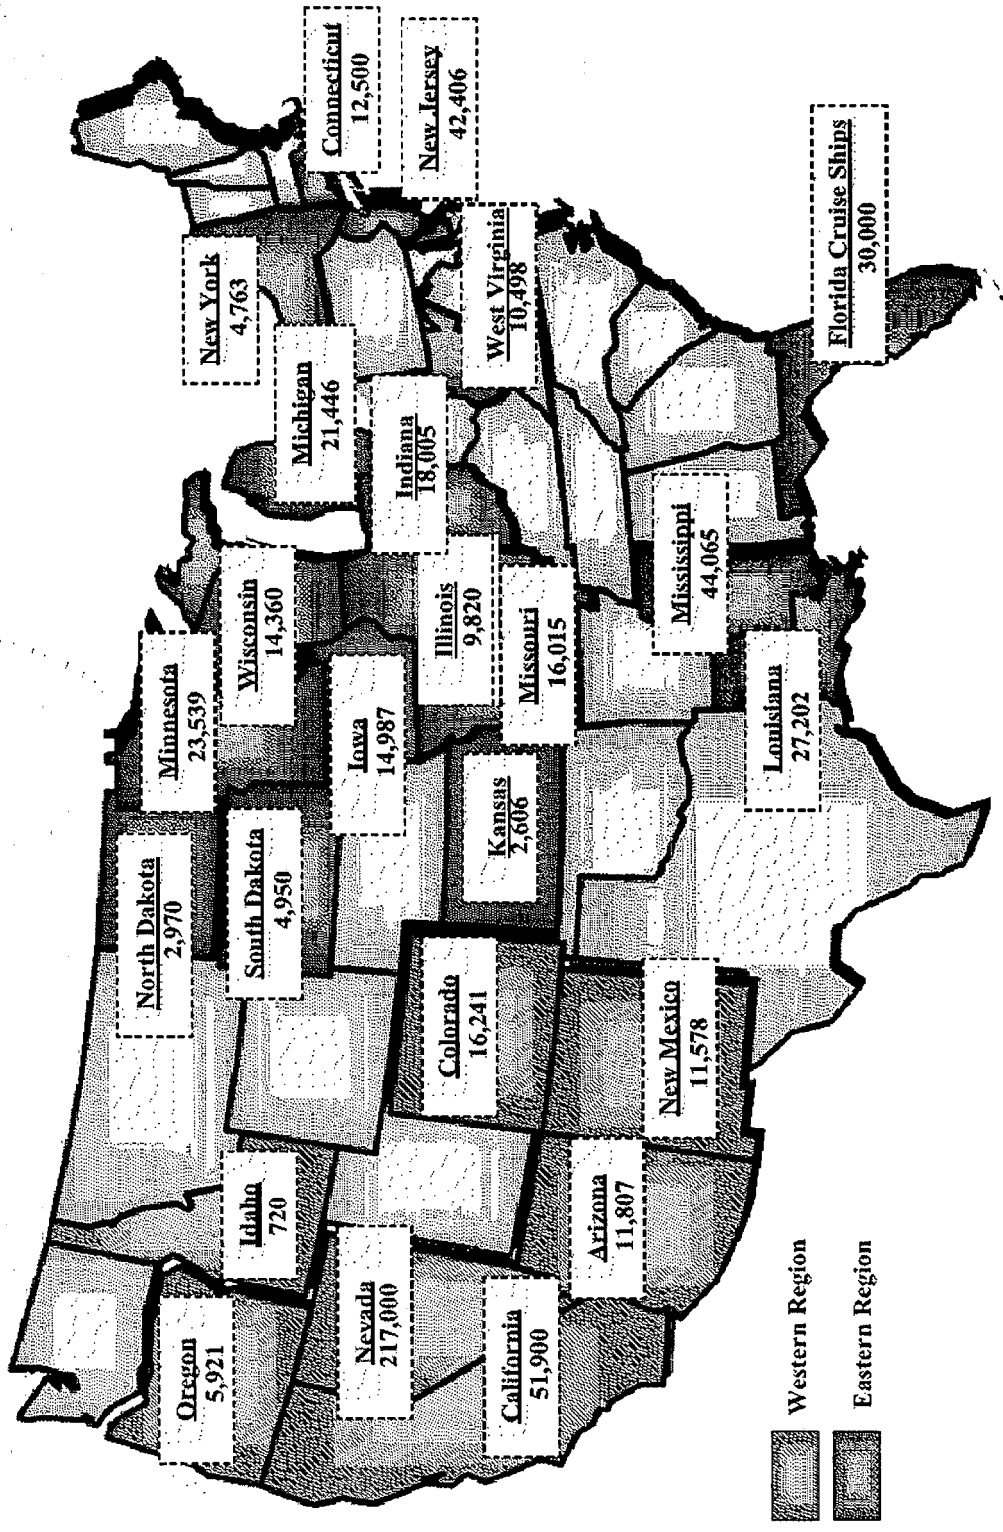 Oregon
5,921
Idaho
720
Nevada
217,000
California
51,900
Arizona
11,807
New Mexico
11,578
Colorado
16,241
North Dakota
2,970
South Dakota
4,950
Kansas
2,606
Minnesota
23,539
Wisconsin
14,360
Iowa
14,987
Illinois
9,820
Missouri
16,015
Louisiana
27,202
Mississippi
44,065
Michigan
21,446
Indiana
18,005
New York
4,763
West Virginia
10,498
Connecticut
12,500
New Jersey
42,406
Florida Cruise Ships
30,000
Western Region
Eastern Region